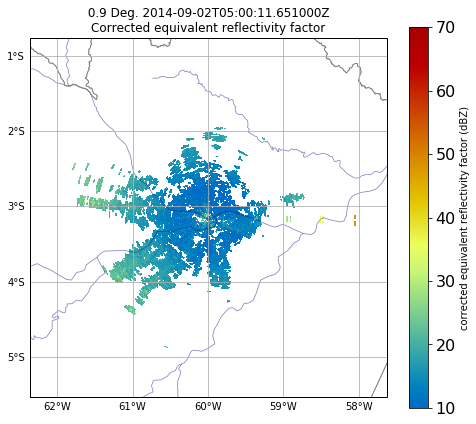 0.9 Deg. 2014-09-02T05:00:11.651000Z
Corrected equivalent reflectivity factor
1°S
2°S
3°S
4°S
5°S
62°W
61°W
60°W
59°W
58°W
70
60
50
40
30
20
10
corrected equivalent reflectivity factor (dBZ)